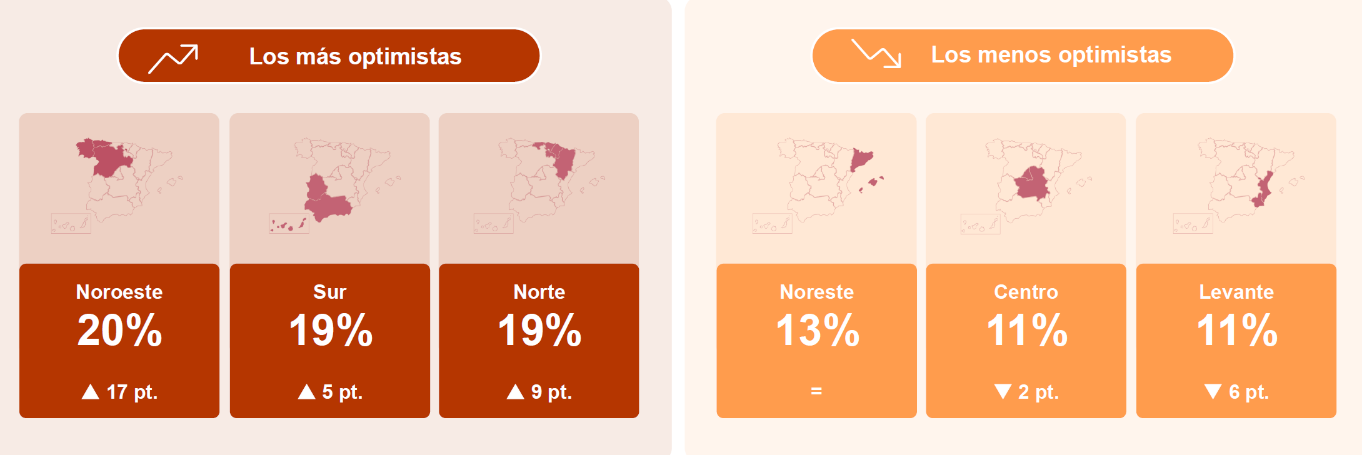 Los más optimistas
Noroeste
20%
▲ 17 pt.
Sur
19%
▲ 5 pt.
Norte
19%
▲ 9 pt.
Los menos optimistas
Noreste
13%
=
Centro
11%
▼ 2 pt.
Levante
11%
▼ 6 pt.